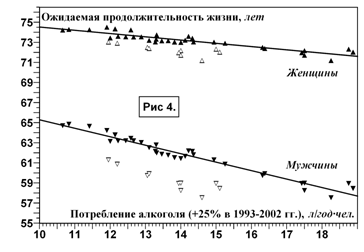 Ожидаемая продолжительность жизни, лет
75
73
71
69
67
65
63
61
59
57
55
Женщины
Рис 4.
Мужчины
Потребление алкоголя (+25% в 1993-2002 гг.), л/год·чел.
10 11 12 13 14 15 16 17 18